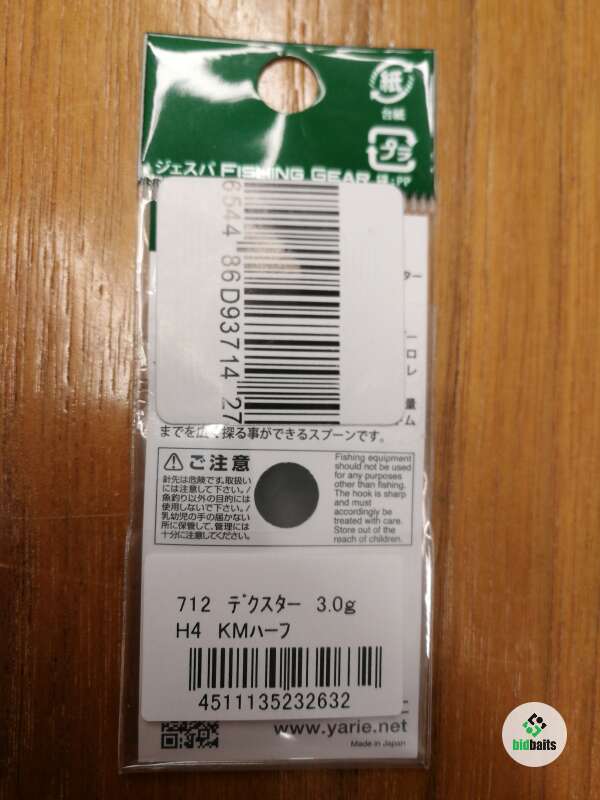 紙
台紙
プラ
ジェスパ FISHING GEAR
6544 86D93714 27
ター
ロ
レ
量
ム
までを広く探る事ができるスプーンです。
ご注意
針先は危険です。取扱い
には注意して下さい。/
魚釣り以外の目的には
使用しないで下さい。/
乳幼児の手の届かない
所に保管して、管理には
十分に注意してください。
Fishing equipment
should not be used
for any purposes
other than fishing.
The hook is sharp
and must
accordingly be
treated with care.
Store out of the
reach of children.
712 デクスター 3.0g
H4 KMハーフ
4511135232632
www.yarie.net
Made in Japan
bidbaits